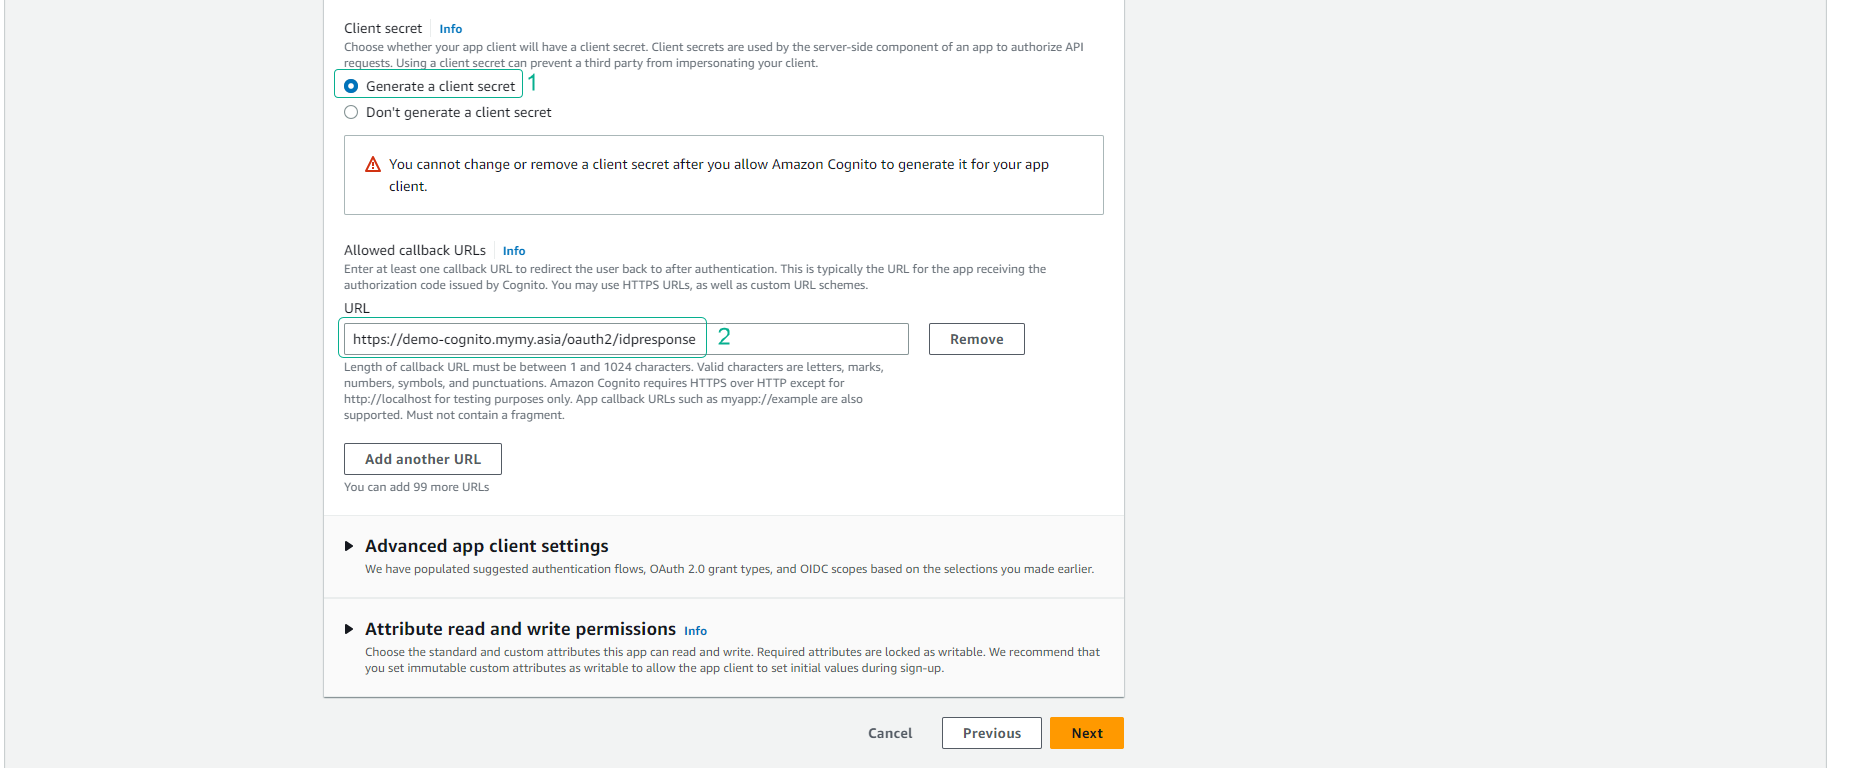 Client secret Info
Choose whether your app client will have a client secret. Client secrets are used by the server-side component of an app to authorize API
requests. Using a client secret can prevent a third party from impersonating your client.
Generate a client secret 1
Don't generate a client secret
You cannot change or remove a client secret after you allow Amazon Cognito to generate it for your app
client.
Allowed callback URLs Info
Enter at least one callback URL to redirect the user back to after authentication. This is typically the URL for the app receiving the
authorization code issued by Cognito. You may use HTTPS URLs, as well as custom URL schemes.
URL
https://demo-cognito.mymy.asia/oauth2/idpresponse 2 Remove
Length of callback URL must be between 1 and 1024 characters. Valid characters are letters, marks,
numbers, symbols, and punctuations. Amazon Cognito requires HTTPS over HTTP except for
http://localhost for testing purposes only. App callback URLs such as myapp://example are also
supported. Must not contain a fragment.
Add another URL
You can add 99 more URLs
Advanced app client settings
We have populated suggested authentication flows, OAuth 2.0 grant types, and OIDC scopes based on the selections you made earlier.
Attribute read and write permissions Info
Choose the standard and custom attributes this app can read and write. Required attributes are locked as writable. We recommend that
you set immutable custom attributes as writable to allow the app client to set initial values during sign-up.
Cancel Previous Next